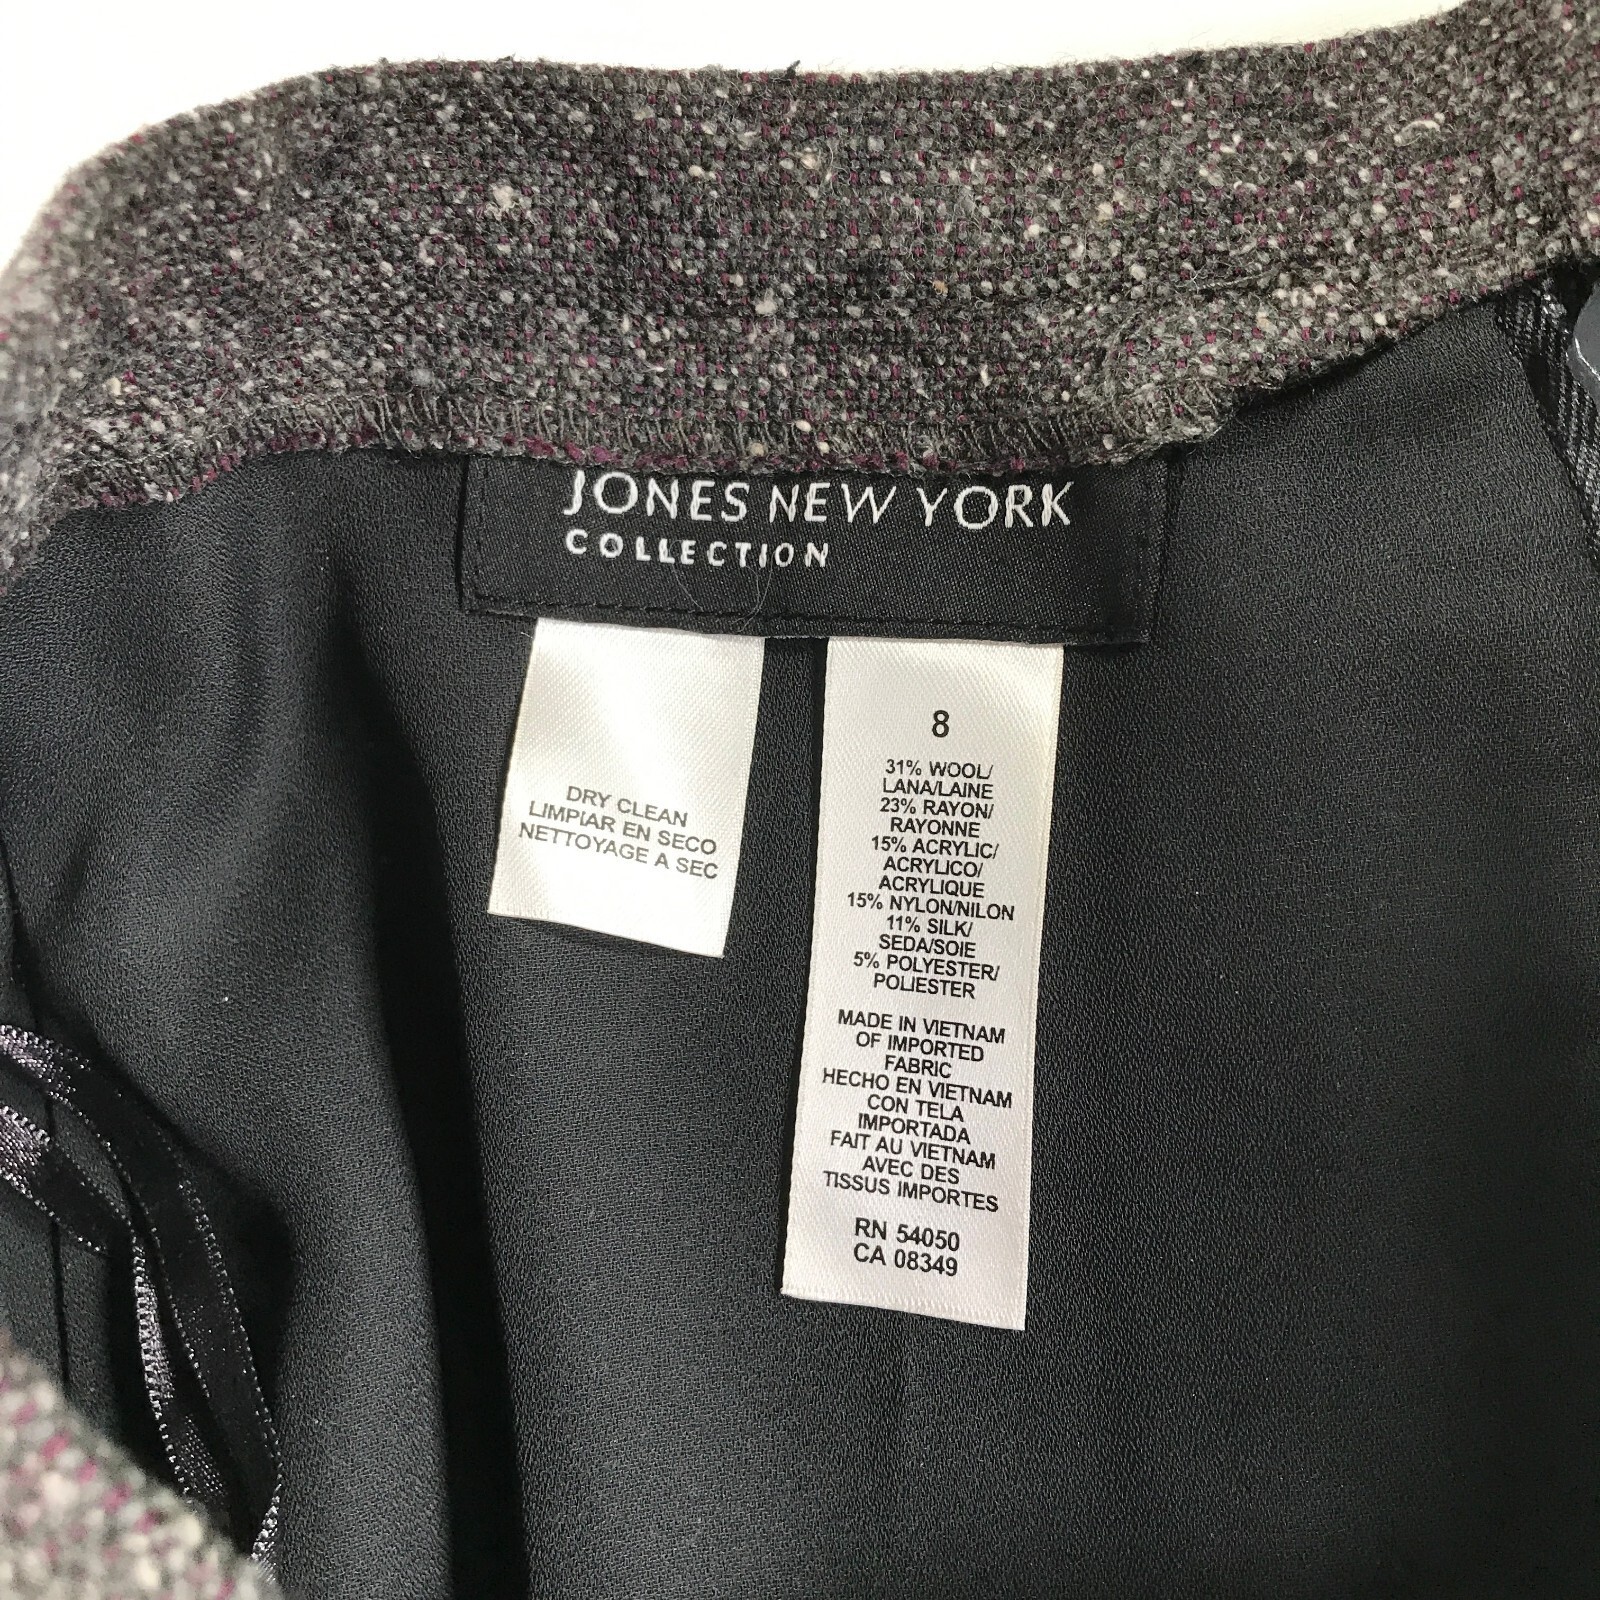 JONES NEW YORK
COLLECTION
DRY CLEAN
LIMPIAR EN SECO
NETTOYAGE A SEC
8
31% WOOL/
LANA/LAINE
23% RAYON/
RAYONNE
15% ACRYLIC/
ACRYLICO/
ACRYLIQUE
15% NYLON/NILON
11% SILK/
SEDA/SOIE
5% POLYESTER/
POLIESTER
MADE IN VIETNAM
OF IMPORTED
FABRIC
HECHO EN VIETNAM
CON TELA
IMPORTADA
FAIT AU VIETNAM
AVEC DES
TISSUS IMPORTES
RN 54050
CA 08349